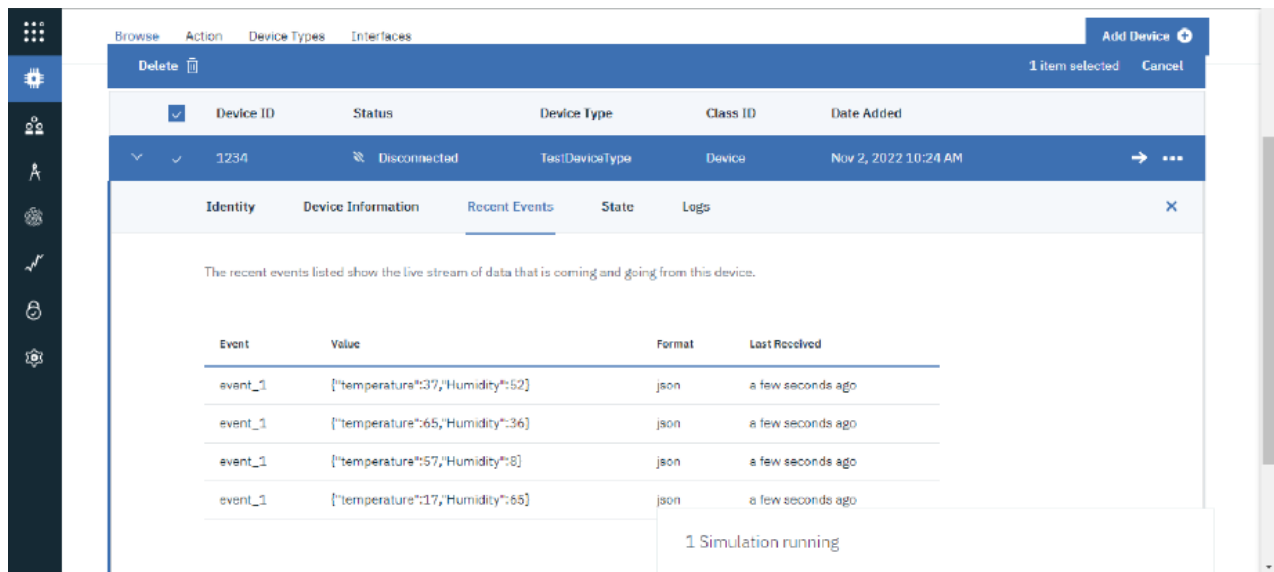 Browse Action Device Types Interfaces Add Device
Delete 1 item selected Cancel
Device ID Status Device Type Class ID Date Added
1234 Disconnected TestDeviceType Device Nov 2, 2022 10:24 AM
Identity Device Information Recent Events State Logs
The recent events listed show the live stream of data that is coming and going from this device.
Event Value Format Last Received
event_1 {"temperature":37,"Humidity":52} json a few seconds ago
event_1 {"temperature":65,"Humidity":36} json a few seconds ago
event_1 {"temperature":57,"Humidity":8} json a few seconds ago
event_1 {"temperature":17,"Humidity":65} json a few seconds ago
1 Simulation running